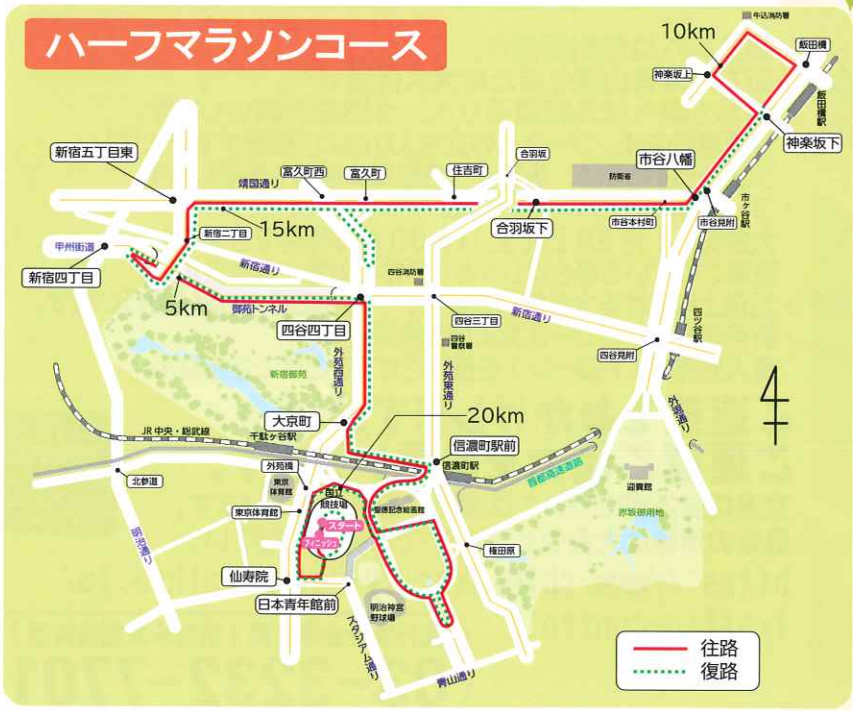 ハーフマラソンコース
牛込消防署
10km
飯田橋
神楽坂上
飯田橋駅
神楽坂下
新宿五丁目東
靖国通り
富久町西
富久町
住吉町
合羽坂
防衛省
市谷八幡
市ヶ谷駅
15km
新宿二丁目
合羽坂下
市谷本村町
市谷見附
甲州街道
新宿四丁目
新宿通り
四谷消防署
5km
御苑トンネル
四谷四丁目
四谷三丁目
新宿通り
四ツ谷駅
四谷警察署
四谷見附
新宿御苑
外苑西通り
外苑東通り
外堀通り
大京町
20km
信濃町駅前
JR中央・総武線
千駄ヶ谷駅
信濃町駅
首都高速道路
迎賓館
赤坂御用地
北参道
外苑橋
東京体育館
国立競技場
聖徳記念絵画館
東京体育館
スタート
フィニッシュ
権田原
明治通り
仙寿院
日本青年館前
明治神宮野球場
スタジアム通り
青山通り
往路
復路